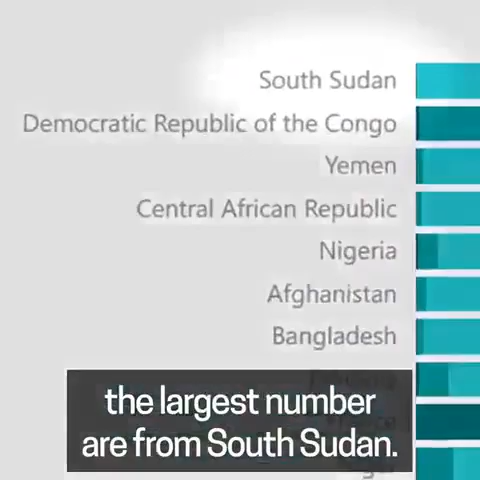 South Sudan
Democratic Republic of the Congo
Yemen
Central African Republic
Nigeria
Afghanistan
Bangladesh
the largest number
are from South Sudan.